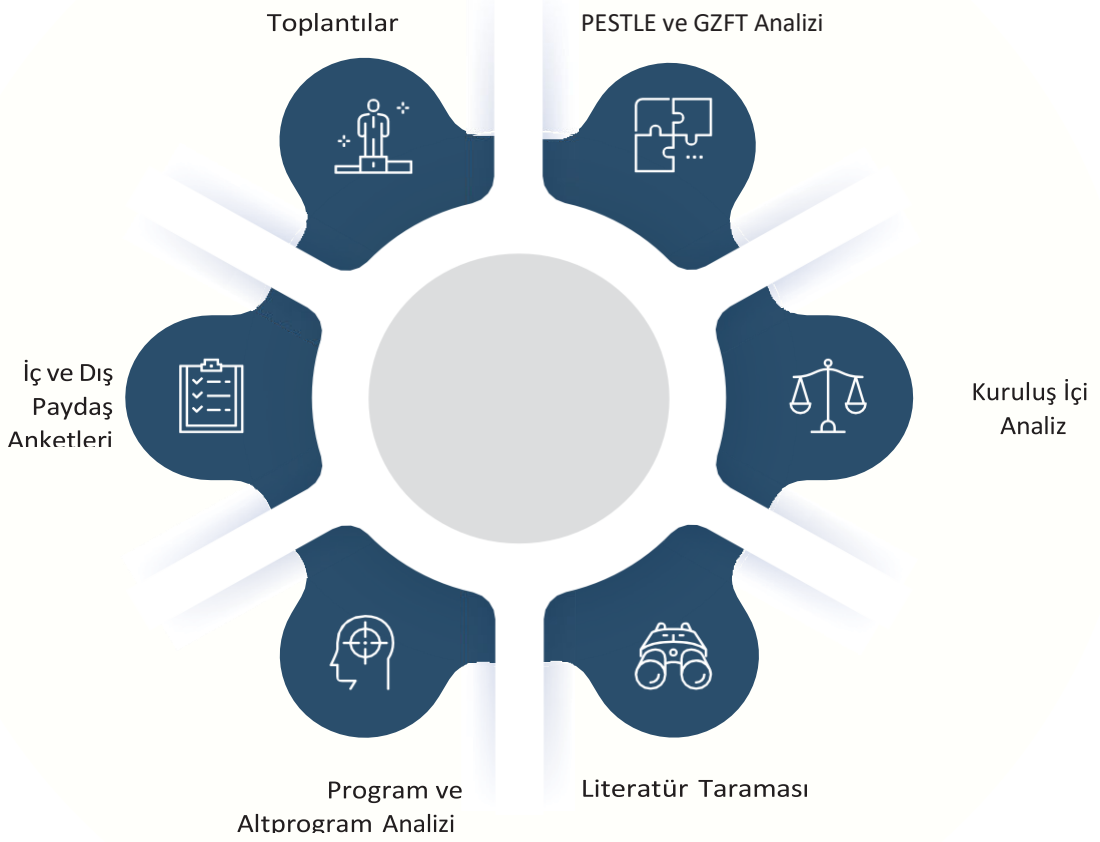 Toplantılar
PESTLE ve GZFT Analizi
İç ve Dış
Paydaş
Anketleri
Kuruluş İçi
Analiz
Program ve
Altprogram Analizi
Literatür Taraması